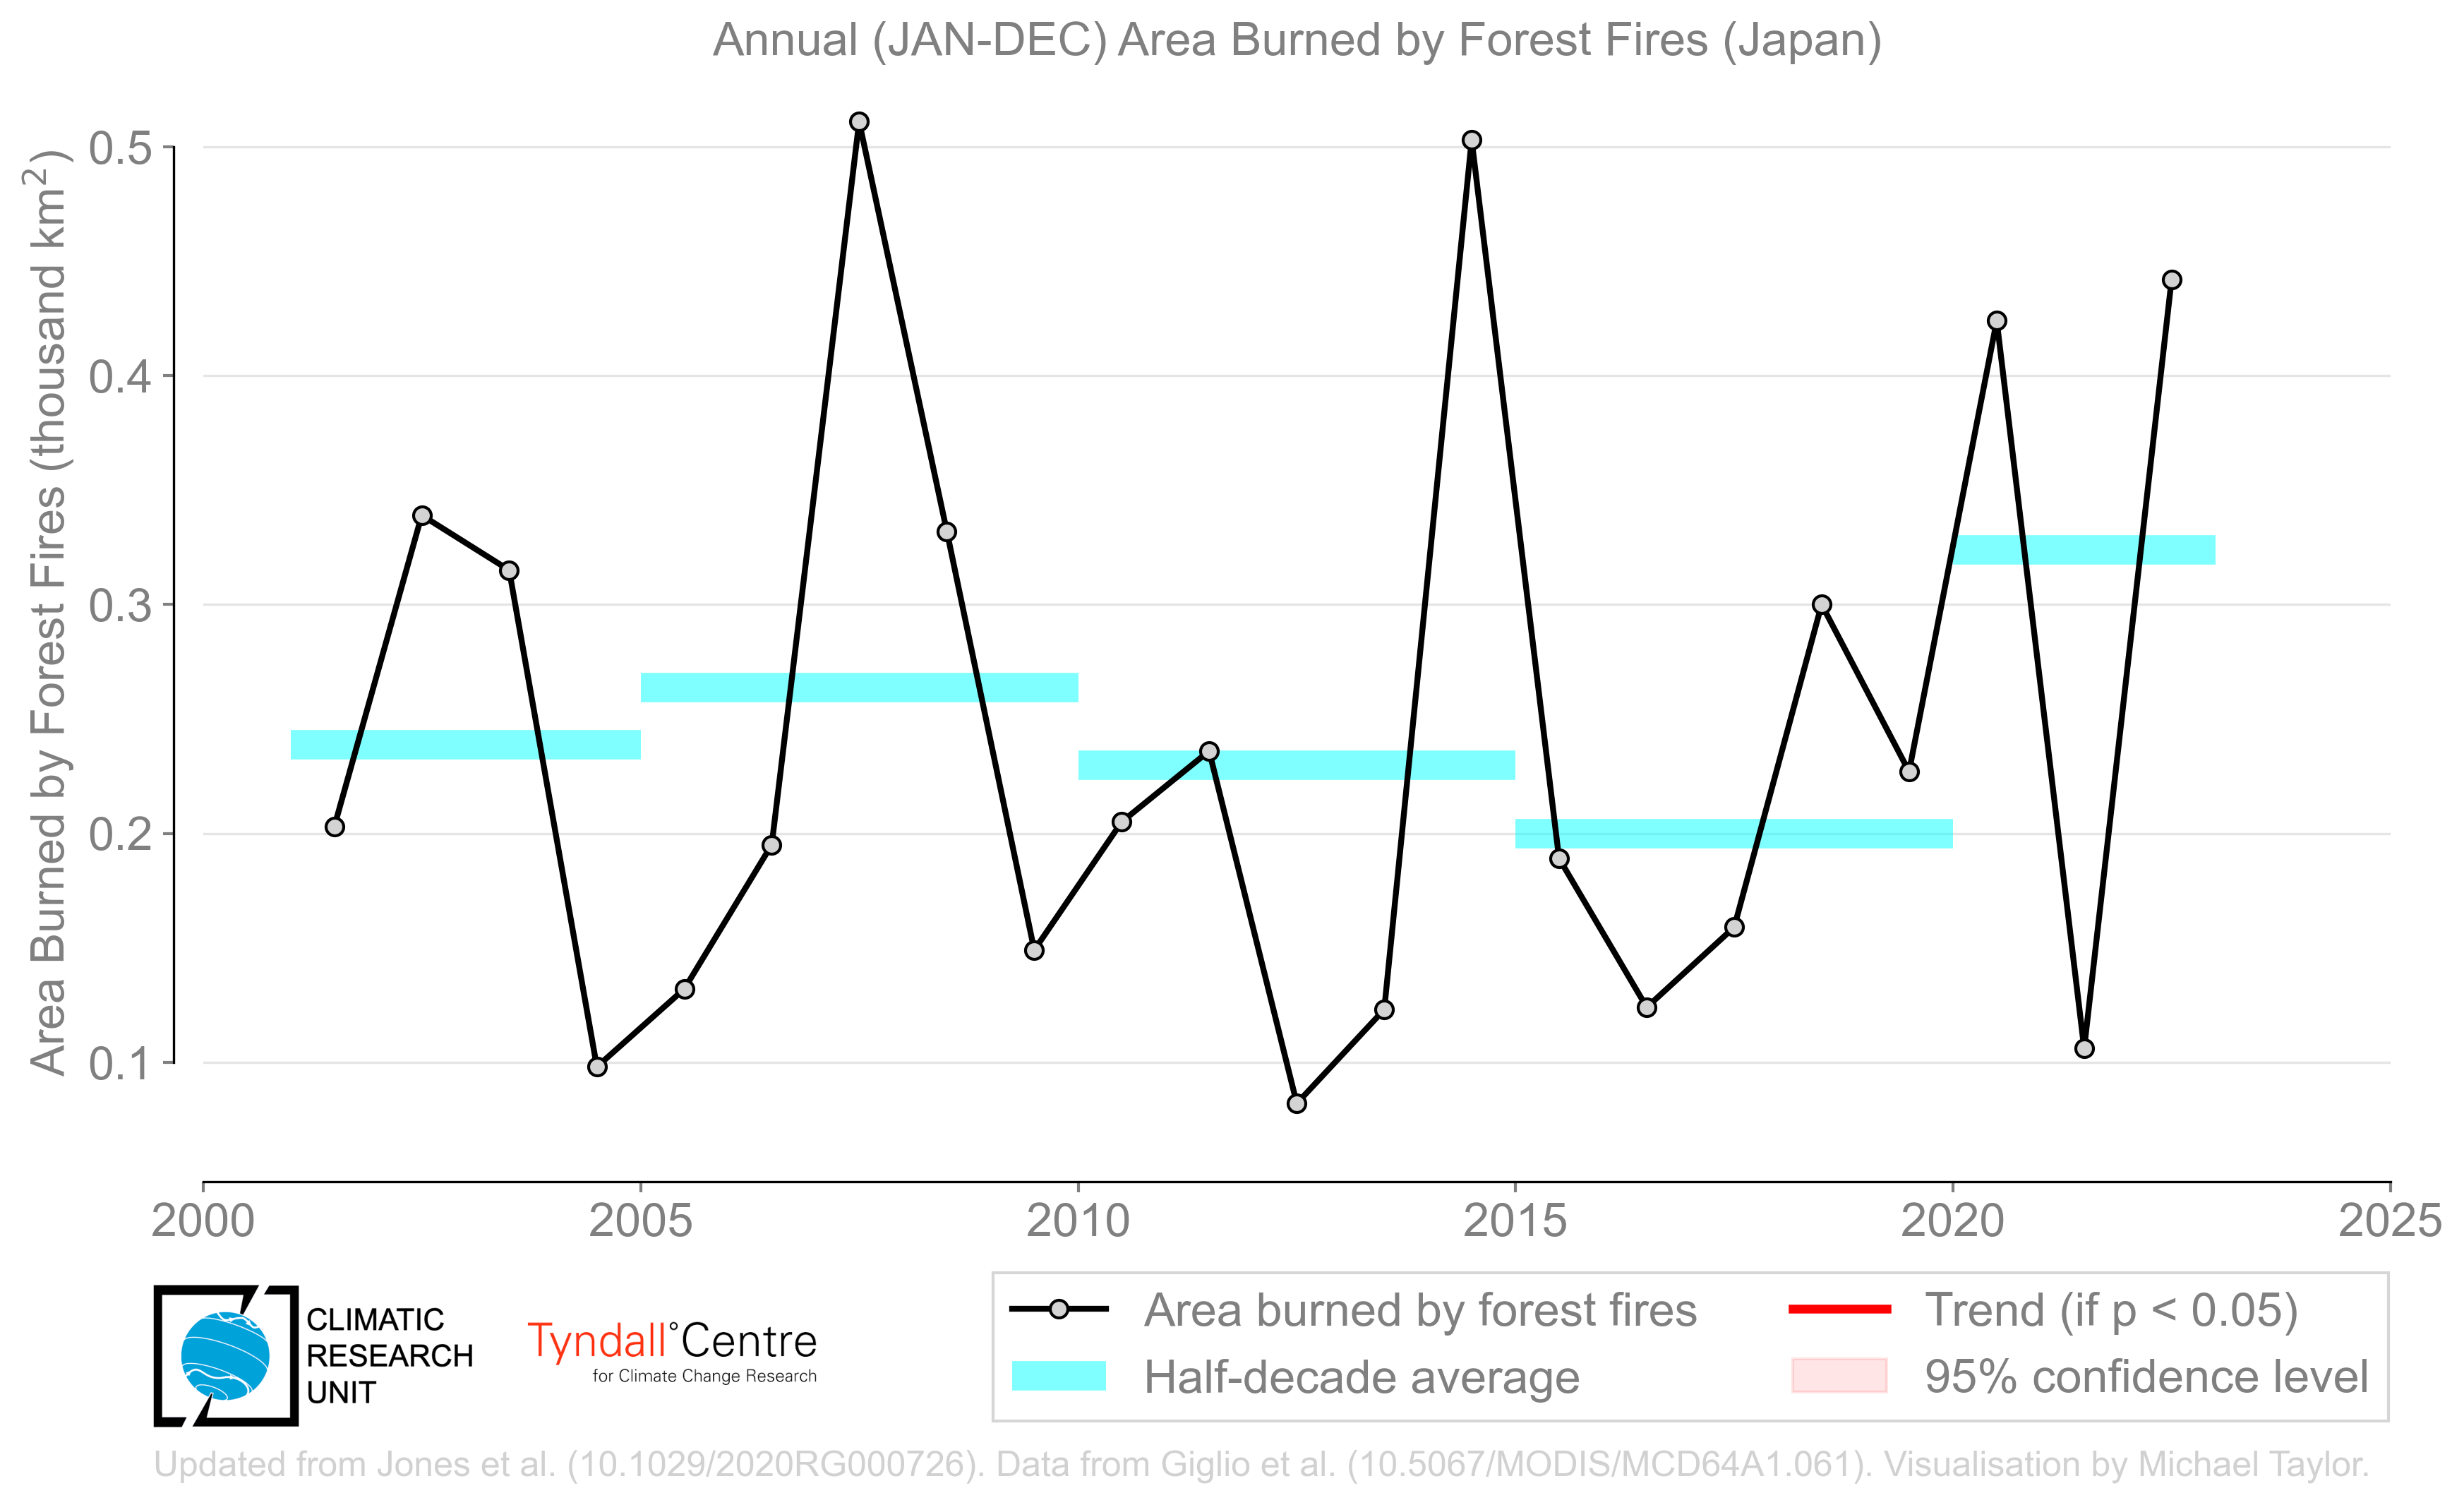 Annual (JAN-DEC) Area Burned by Forest Fires (Japan)
Area Burned by Forest Fires (thousand km²)
0.5
0.4
0.3
0.2
0.1
2000 2005 2010 2015 2020 2025
CLIMATIC
RESEARCH
UNIT
Tyndall°Centre
for Climate Change Research
Area burned by forest fires
Half-decade average
Trend (if p < 0.05)
95% confidence level
Updated from Jones et al. (10.1029/2020RG000726). Data from Giglio et al. (10.5067/MODIS/MCD64A1.061). Visualisation by Michael Taylor.